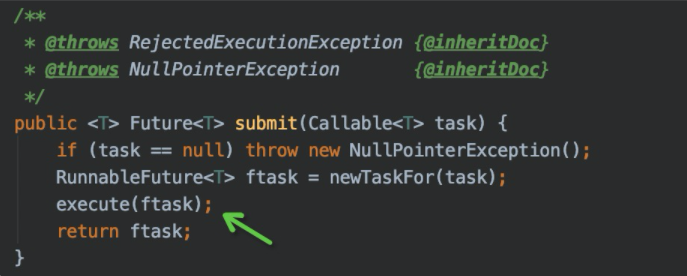 /**
 * @throws RejectedExecutionException {@inheritDoc}
 * @throws NullPointerException       {@inheritDoc}
 */
public <T> Future<T> submit(Callable<T> task) {
    if (task == null) throw new NullPointerException();
    RunnableFuture<T> ftask = newTaskFor(task);
    execute(ftask);
    return ftask;
}